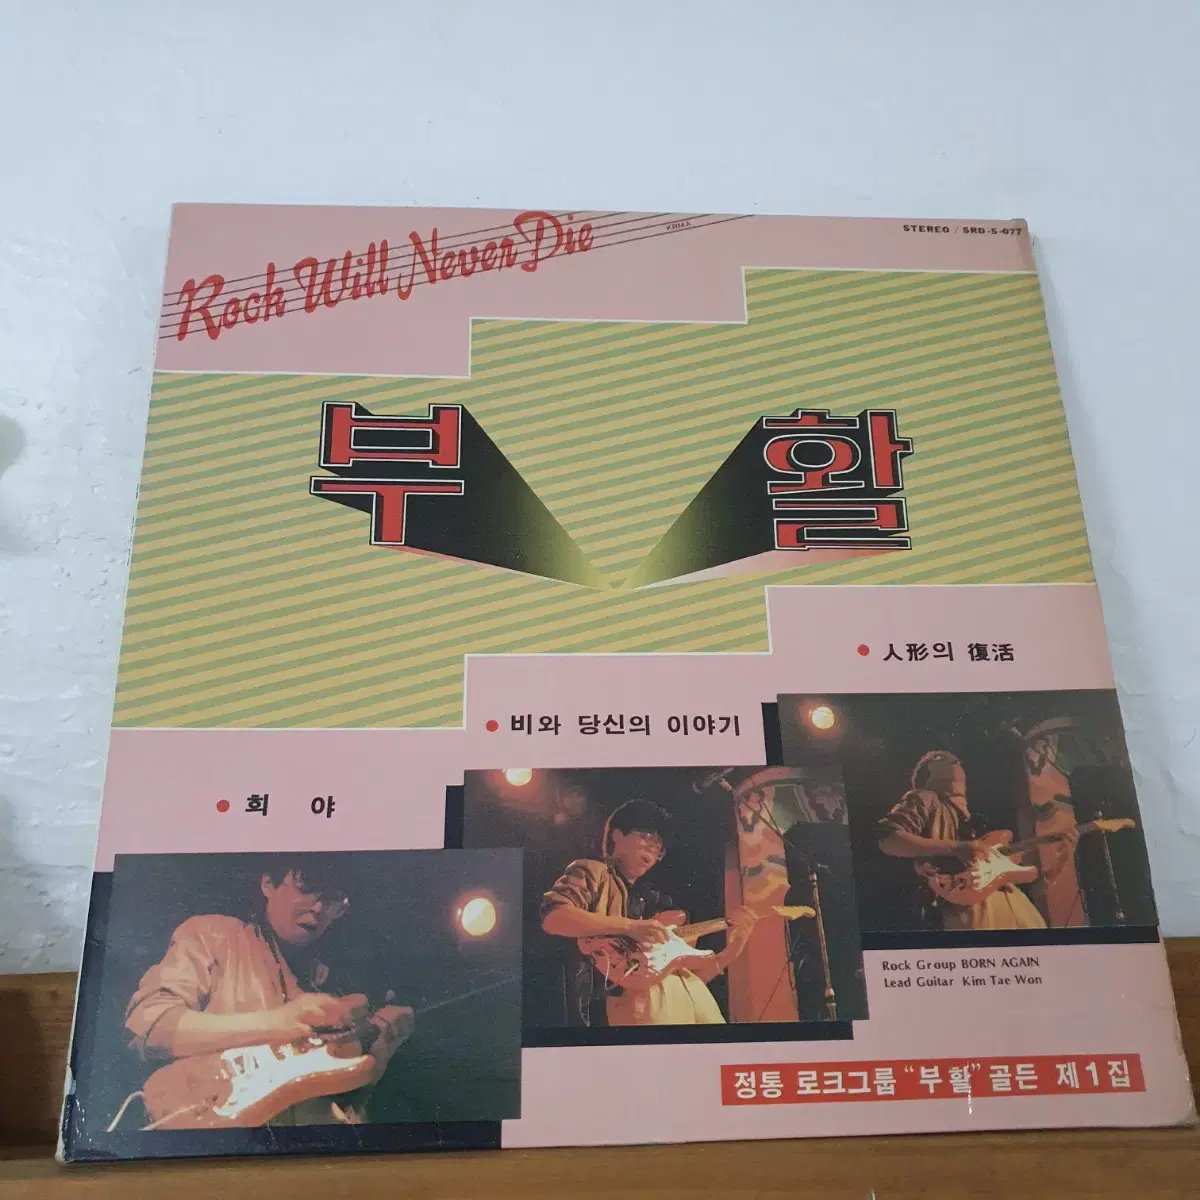 Rock Will Never Die
STEREO / SRD-S-077
부활
• 人形의 復活
• 비와 당신의 이야기
• 희 야
Rock Group BORN AGAIN
Lead Guitar Kim Tae Won
정통 로크그룹 “부활” 골든 제1집